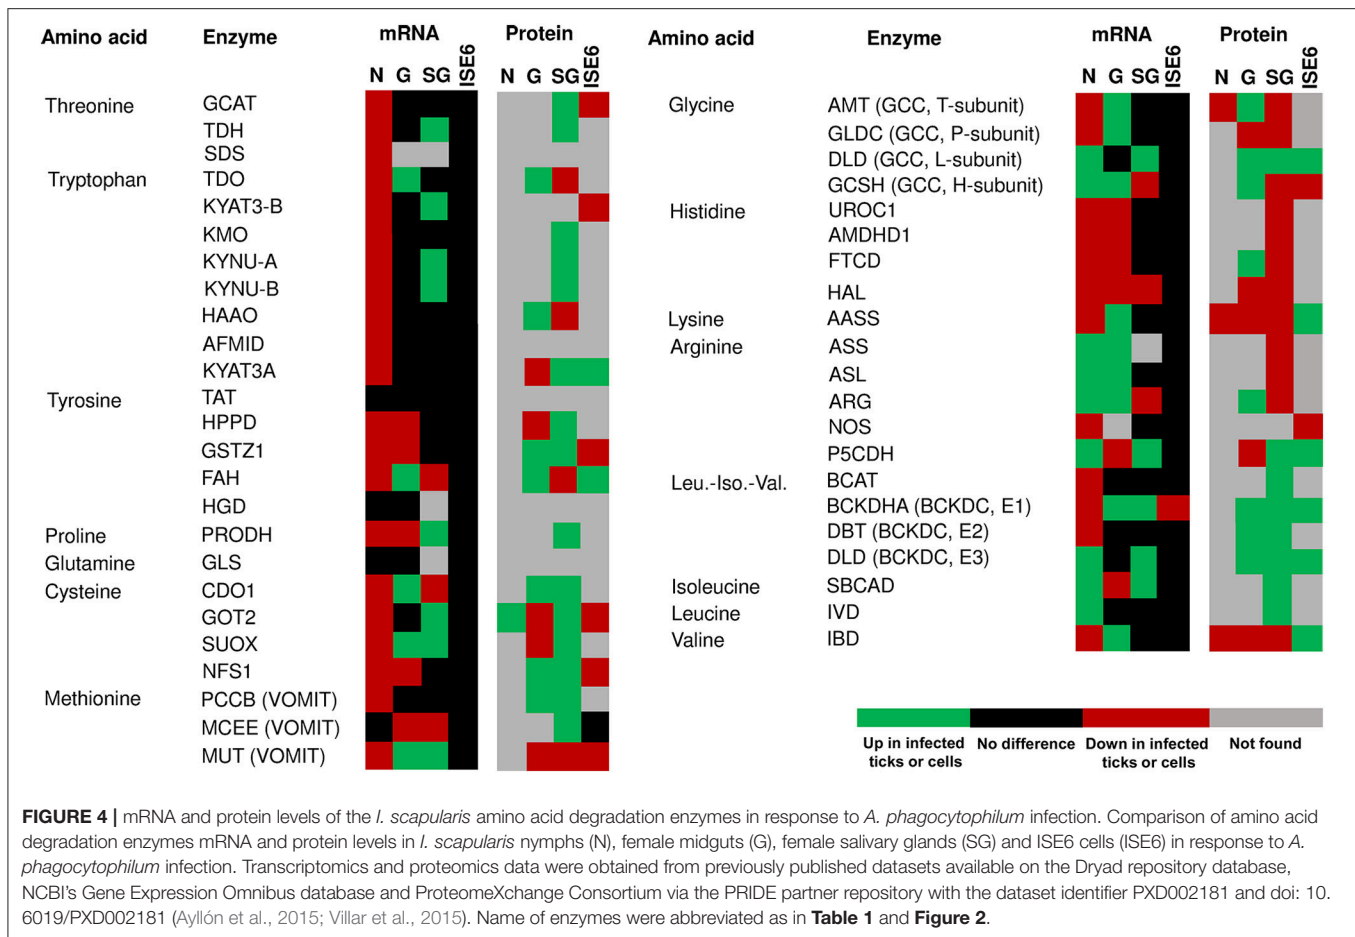 Amino acid Enzyme mRNA Protein
N G SG ISE6 N G SG ISE6
Threonine GCAT
TDH
SDS
Tryptophan TDO
KYAT3-B
KMO
KYNU-A
KYNU-B
HAAO
AFMID
KYAT3A
Tyrosine TAT
HPPD
GSTZ1
FAH
HGD
Proline PRODH
Glutamine GLS
Cysteine CDO1
GOT2
SUOX
NFS1
Methionine PCCB (VOMIT)
MCEE (VOMIT)
MUT (VOMIT)
Amino acid Enzyme mRNA Protein
N G SG ISE6 N G SG ISE6
Glycine AMT (GCC, T-subunit)
GLDC (GCC, P-subunit)
DLD (GCC, L-subunit)
GCSH (GCC, H-subunit)
Histidine UROC1
AMDHD1
FTCD
HAL
Lysine AASS
Arginine ASS
ASL
ARG
NOS
P5CDH
Leu.-Iso.-Val. BCAT
BCKDHA (BCKDC, E1)
DBT (BCKDC, E2)
DLD (BCKDC, E3)
Isoleucine SBCAD
Leucine IVD
Valine IBD
Up in infected No difference Down in infected Not found
ticks or cells ticks or cells
FIGURE 4 | mRNA and protein levels of the I. scapularis amino acid degradation enzymes in response to A. phagocytophilum infection. Comparison of amino acid
degradation enzymes mRNA and protein levels in I. scapularis nymphs (N), female midguts (G), female salivary glands (SG) and ISE6 cells (ISE6) in response to A.
phagocytophilum infection. Transcriptomics and proteomics data were obtained from previously published datasets available on the Dryad repository database,
NCBI's Gene Expression Omnibus database and ProteomeXchange Consortium via the PRIDE partner repository with the dataset identifier PXD002181 and doi: 10.
6019/PXD002181 (Ayllón et al., 2015; Villar et al., 2015). Name of enzymes were abbreviated as in Table 1 and Figure 2.